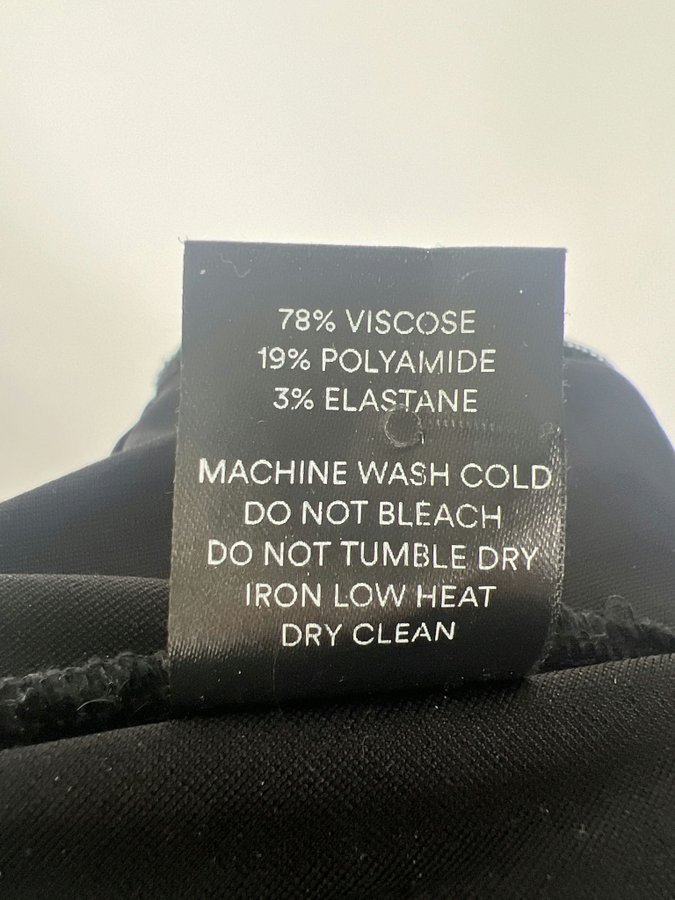 78% VISCOSE
19% POLYAMIDE
3% ELASTANE
MACHINE WASH COLD
DO NOT BLEACH
DO NOT TUMBLE DRY
IRON LOW HEAT
DRY CLEAN